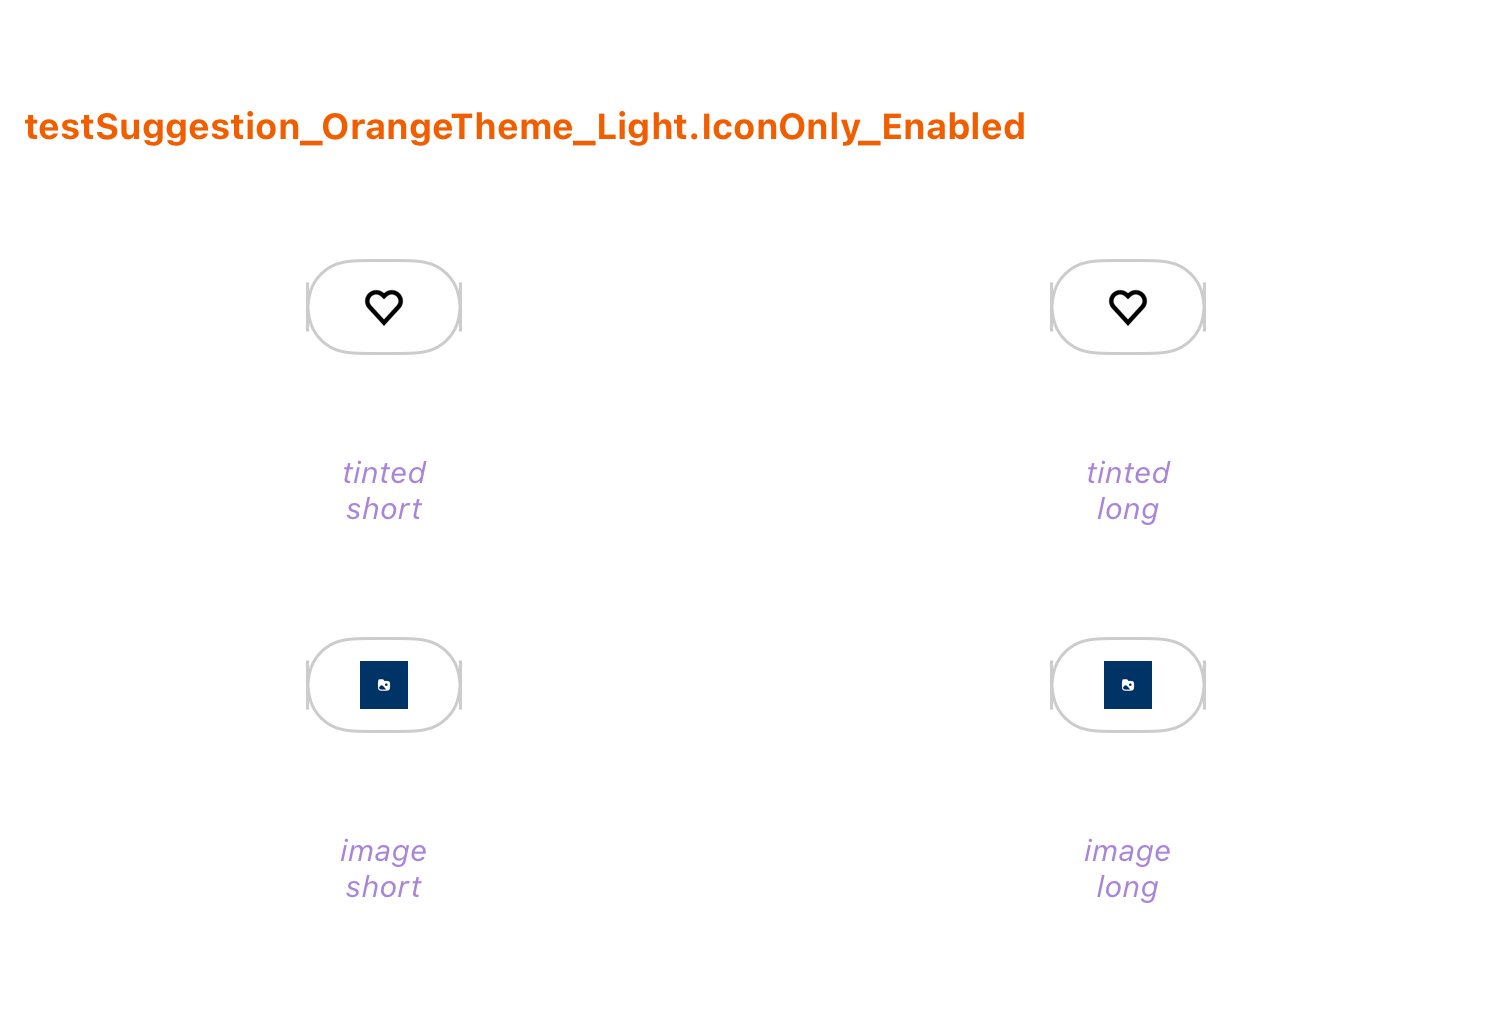 testSuggestion_OrangeTheme_Light.IconOnly_Enabled
tinted
short
tinted
long
image
short
image
long